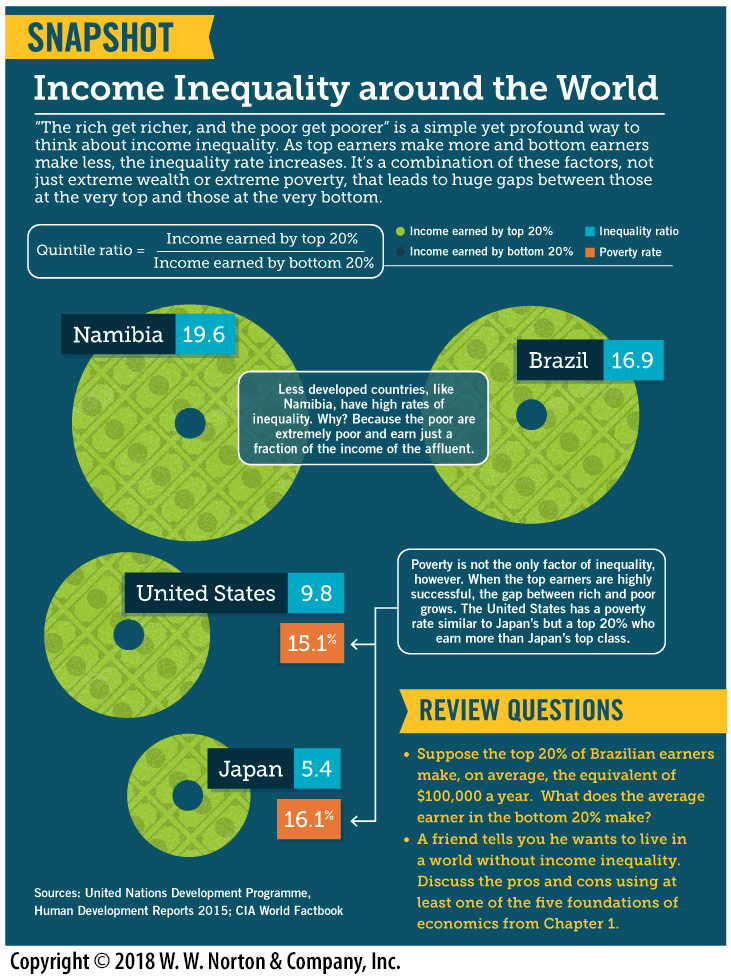 SNAPSHOT
Income Inequality around the World
“The rich get richer, and the poor get poorer” is a simple yet profound way to
think about income inequality. As top earners make more and bottom earners
make less, the inequality rate increases. It’s a combination of these factors, not
just extreme wealth or extreme poverty, that leads to huge gaps between those
at the very top and those at the very bottom.
Quintile ratio =
Income earned by top 20%
Income earned by bottom 20%
Income earned by top 20%
Inequality ratio
Income earned by bottom 20%
Poverty rate
Namibia 19.6
Brazil 16.9
Less developed countries, like
Namibia, have high rates of
inequality. Why? Because the poor are
extremely poor and earn just a
fraction of the income of the affluent.
United States 9.8
15.1%
Poverty is not the only factor of inequality,
however. When the top earners are highly
successful, the gap between rich and poor
grows. The United States has a poverty
rate similar to Japan’s but a top 20% who
earn more than Japan’s top class.
Japan 5.4
16.1%
REVIEW QUESTIONS
• Suppose the top 20% of Brazilian earners
make, on average, the equivalent of
$100,000 a year. What does the average
earner in the bottom 20% make?
• A friend tells you he wants to live in
a world without income inequality.
Discuss the pros and cons using at
least one of the five foundations of
economics from Chapter 1.
Sources: United Nations Development Programme,
Human Development Reports 2015; CIA World Factbook
Copyright © 2018 W. W. Norton & Company, Inc.